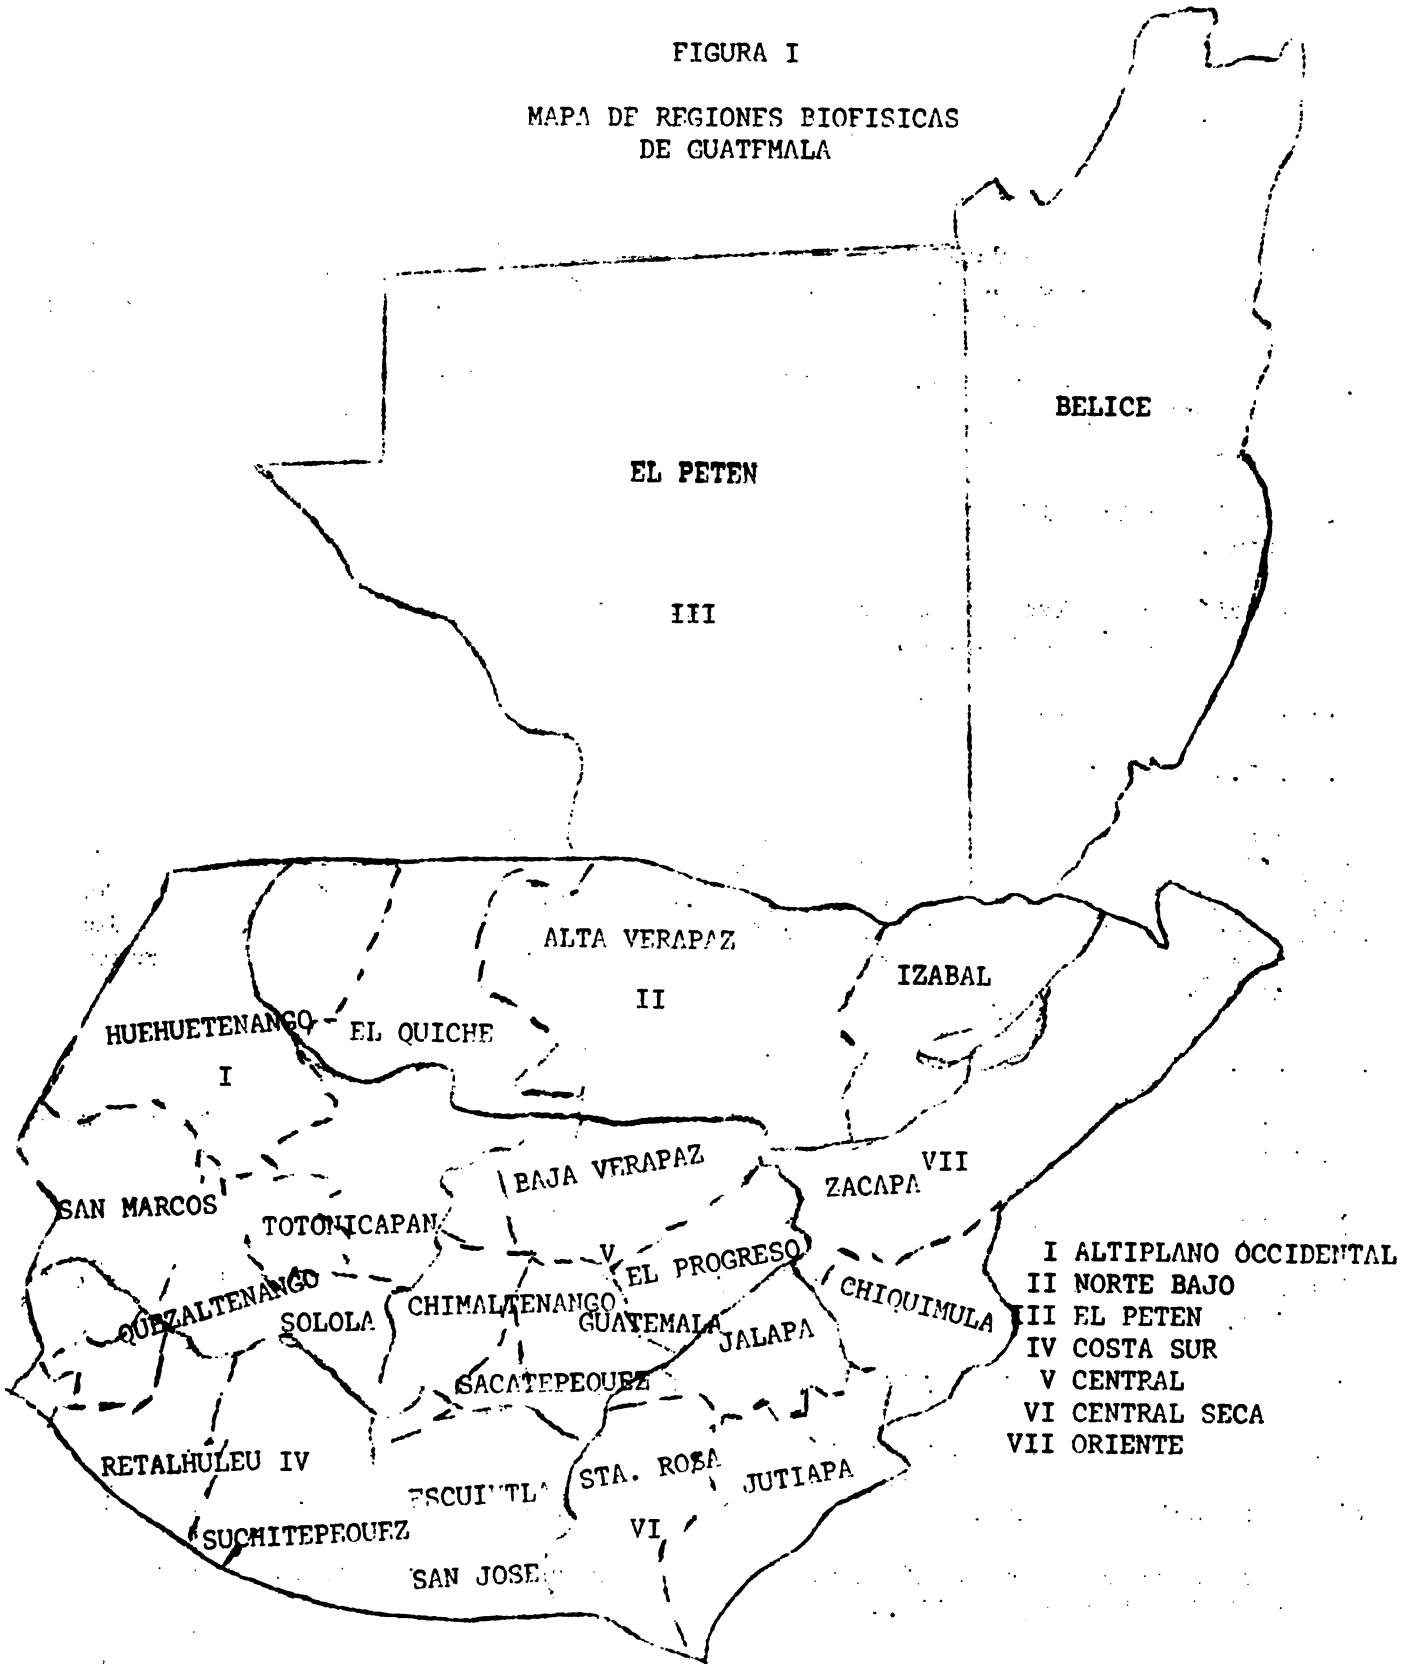 FIGURA I
MAPA DE REGIONES BIOFISICAS
DE GUATEMALA
BELICE
EL PETEN
III
ALTA VERAPAZ
II
IZABAL
HUEHUETENANGO
EL QUICHE
I
BAJA VERAPAZ
VII
ZACAPA
SAN MARCOS
TOTONICAPAN
V
EL PROGRESO
QUEZALTENANGO
SOLOLA
CHIMALTENANGO
GUATEMALA
JALAPA
CHIQUIMULA
SACATEPEQUEZ
RETALHULEU IV
STA. ROSA
JUTIAPA
SUCHITEPEQUEZ
VI
SAN JOSE
I ALTIPLANO OCCIDENTAL
II NORTE BAJO
III EL PETEN
IV COSTA SUR
V CENTRAL
VI CENTRAL SECA
VII ORIENTE